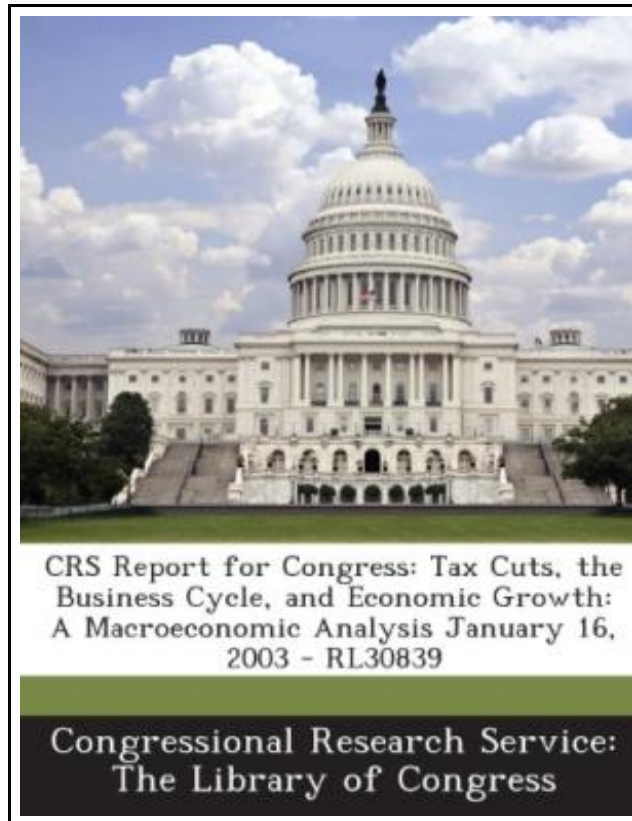 CRS Report for Congress: Tax Cuts, the
Business Cycle, and Economic Growth:
A Macroeconomic Analysis January 16,
2003 - RL30839
Congressional Research Service:
The Library of Congress